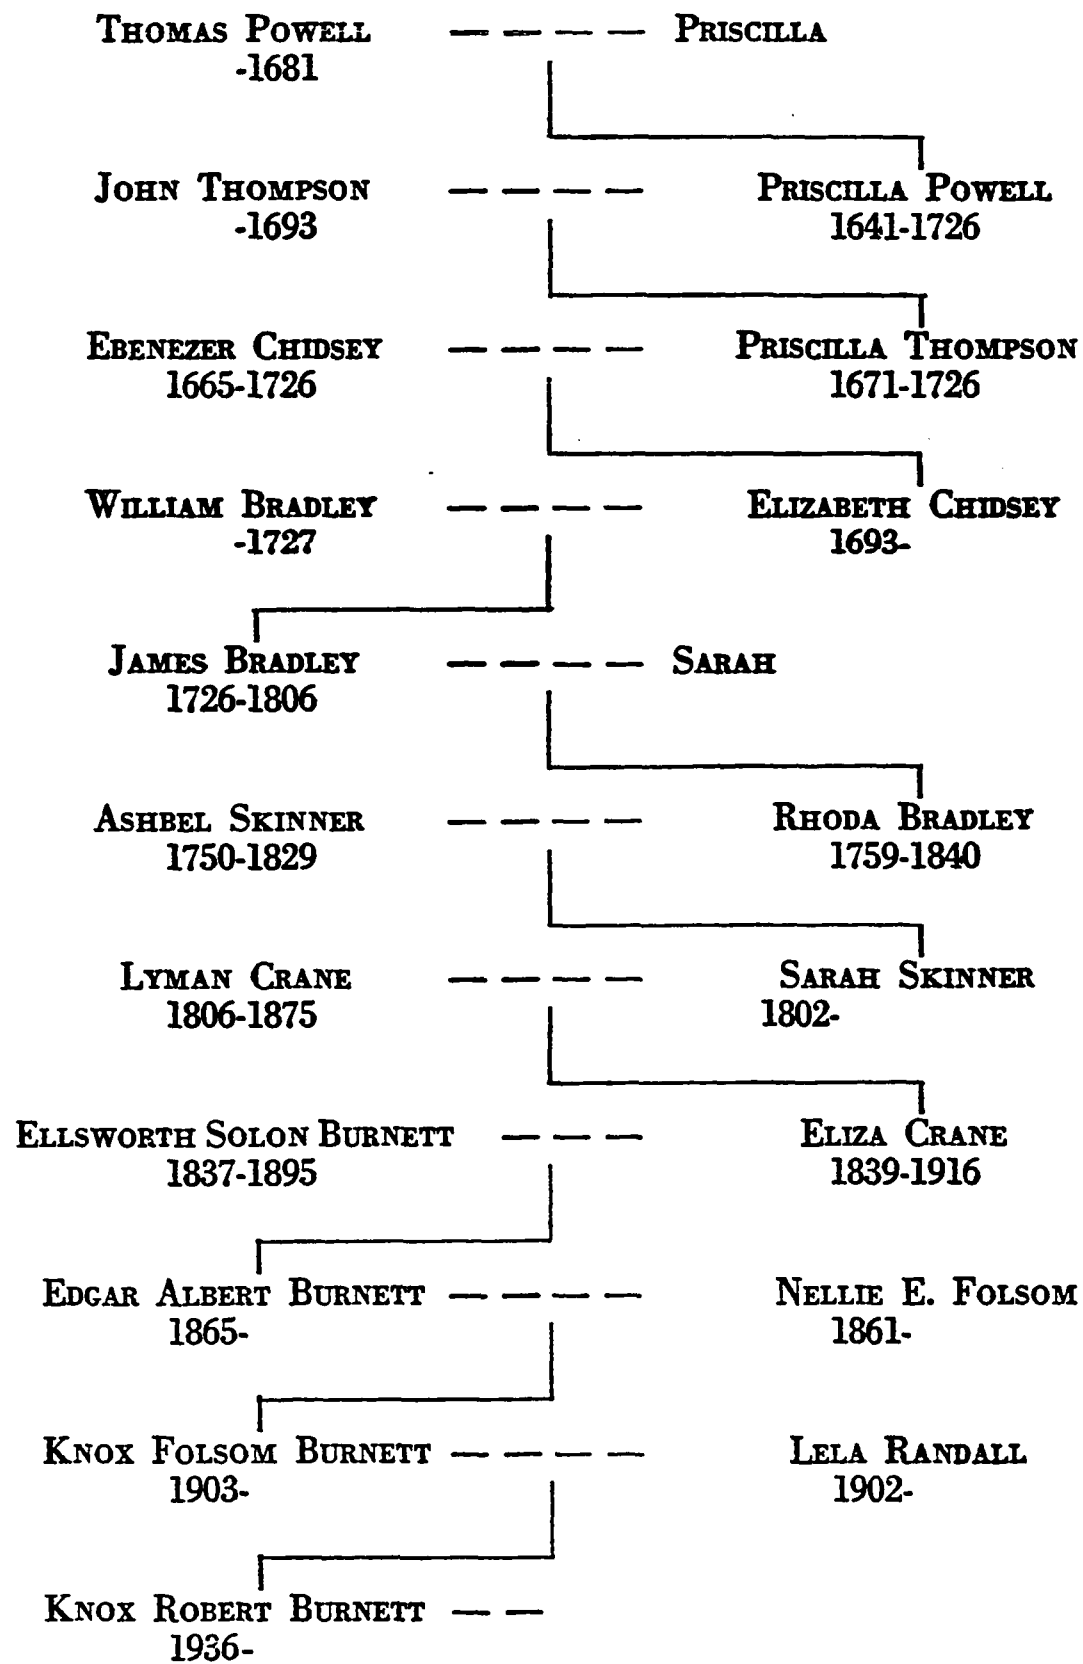 THOMAS POWELL — — — — PRISCILLA
-1681
JOHN THOMPSON — — — — PRISCILLA POWELL
-1693 1641-1726
EBENEZER CHIDSEY — — — — PRISCILLA THOMPSON
1665-1726 1671-1726
WILLIAM BRADLEY — — — — ELIZABETH CHIDSEY
-1727 1693-
JAMES BRADLEY — — — — SARAH
1726-1806
ASHBEL SKINNER — — — — RHODA BRADLEY
1750-1829 1759-1840
LYMAN CRANE — — — — SARAH SKINNER
1806-1875 1802-
ELLSWORTH SOLON BURNETT — — — ELIZA CRANE
1837-1895 1839-1916
EDGAR ALBERT BURNETT — — — — NELLIE E. FOLSOM
1865- 1861-
KNOX FOLSOM BURNETT — — — — LELA RANDALL
1903- 1902-
KNOX ROBERT BURNETT — —
1936-